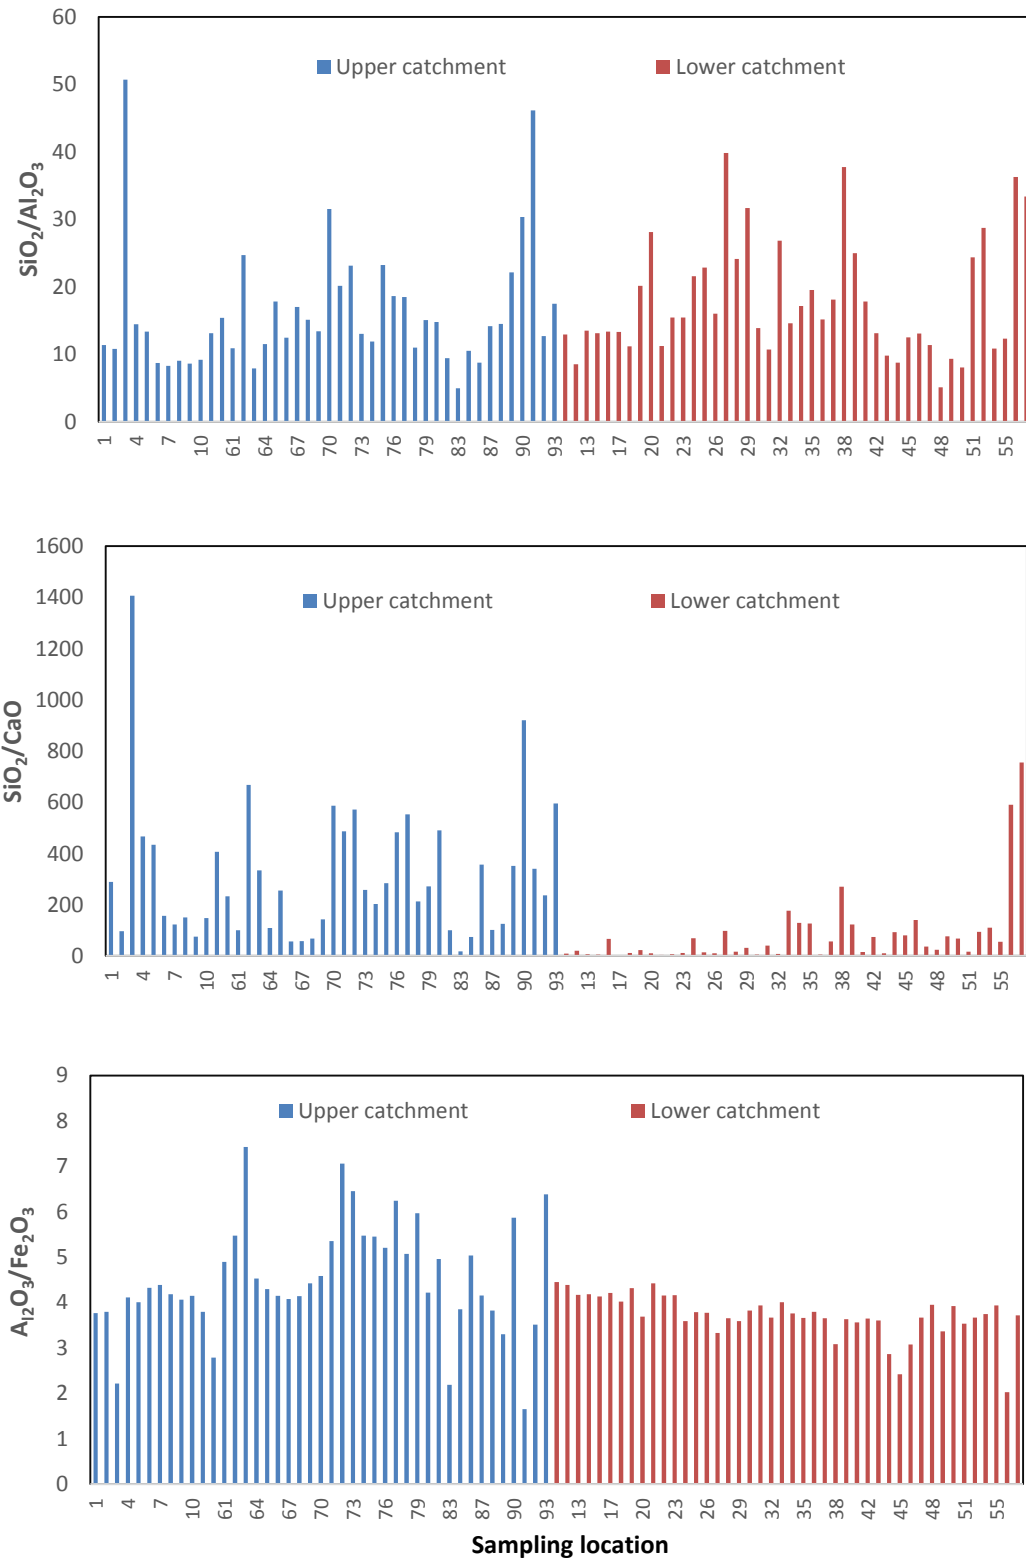 60
50
40
30
20
10
0
SiO₂/Al₂O₃
Upper catchment Lower catchment
1 4 7 10 61 64 67 70 73 76 79 83 87 90 93 13 17 20 23 26 29 32 35 38 42 45 48 51 55
1600
1400
1200
1000
800
600
400
200
0
SiO₂/CaO
Upper catchment Lower catchment
1 4 7 10 61 64 67 70 73 76 79 83 87 90 93 13 17 20 23 26 29 32 35 38 42 45 48 51 55
9
8
7
6
5
4
3
2
1
0
Aₗ₂O₃/Fe₂O₃
Upper catchment Lower catchment
1 4 7 10 61 64 67 70 73 76 79 83 87 90 93 13 17 20 23 26 29 32 35 38 42 45 48 51 55
Sampling location